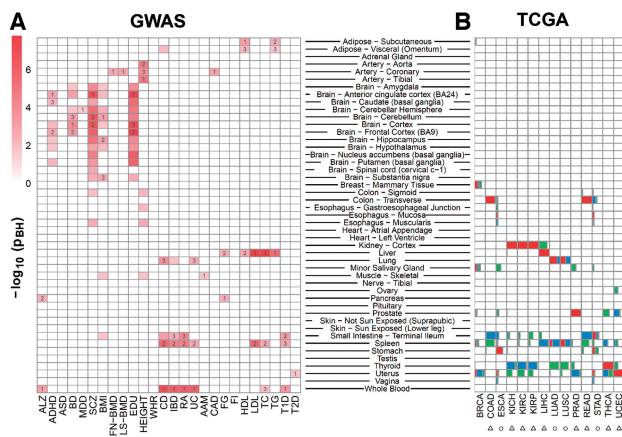 A
GWAS
B
TCGA
6
4
2
0
−log10 (pBH)
Adipose − Subcutaneous
Adipose − Visceral (Omentum)
Adrenal Gland
Artery − Aorta
Artery − Coronary
Artery − Tibial
Brain − Amygdala
Brain − Anterior cingulate cortex (BA24)
Brain − Caudate (basal ganglia)
Brain − Cerebellar Hemisphere
Brain − Cerebellum
Brain − Cortex
Brain − Frontal Cortex (BA9)
Brain − Hippocampus
Brain − Hypothalamus
Brain − Nucleus accumbens (basal ganglia)
Brain − Putamen (basal ganglia)
Brain − Spinal cord (cervical c−1)
Brain − Substantia nigra
Breast − Mammary Tissue
Colon − Sigmoid
Colon − Transverse
Esophagus − Gastroesophageal Junction
Esophagus − Mucosa
Esophagus − Muscularis
Heart − Atrial Appendage
Heart − Left Ventricle
Kidney − Cortex
Liver
Lung
Minor Salivary Gland
Muscle − Skeletal
Nerve − Tibial
Ovary
Pancreas
Pituitary
Prostate
Skin − Not Sun Exposed (Suprapubic)
Skin − Sun Exposed (Lower leg)
Small Intestine − Terminal Ileum
Spleen
Stomach
Testis
Thyroid
Uterus
Vagina
Whole Blood
ALZ ADHD ASD BD MDD SCZ BMI FN−BMD LS−BMD EDU HEIGHT WHR CD IBD RA UC AAM CAD FG FI HDL LDL TC TG T1D T2D
BRCA COAD ESCA KICH KIRC KIRP LIHC LUAD LUSC PRAD READ STAD THCA UCEC